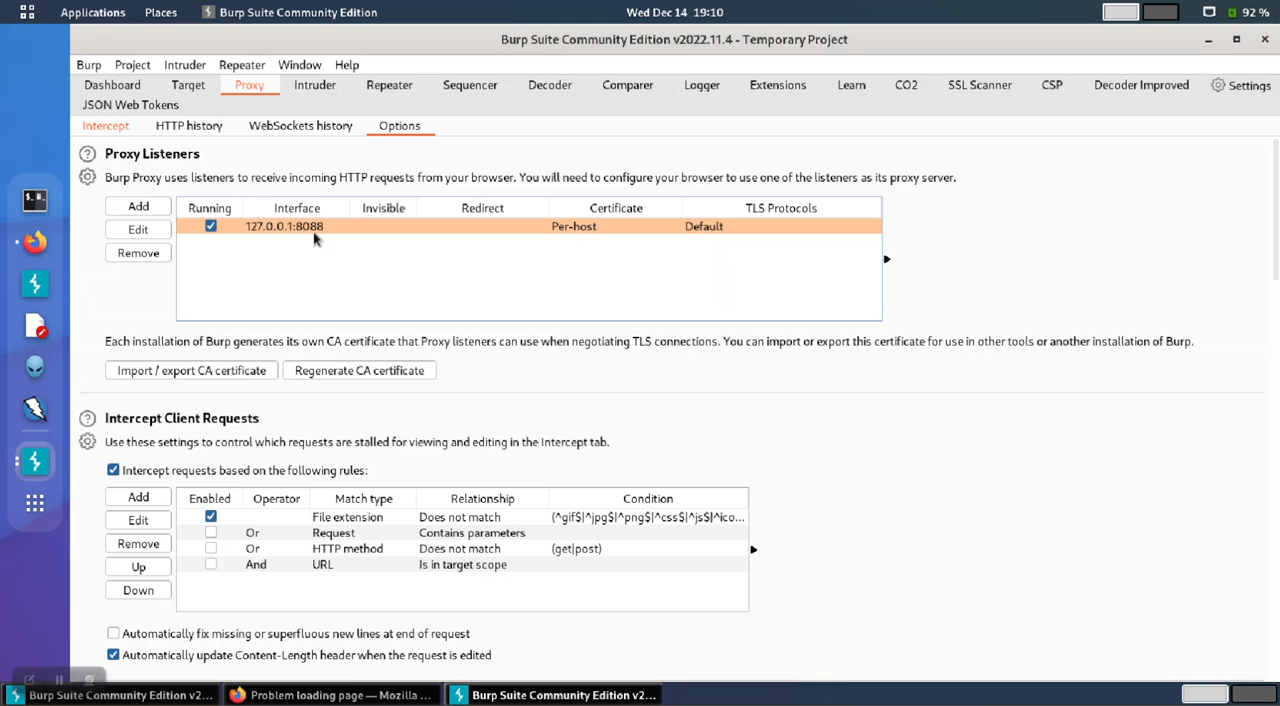 Applications Places Burp Suite Community Edition Wed Dec 14 19:10 92 %
Burp Suite Community Edition v2022.11.4 - Temporary Project
Burp Project Intruder Repeater Window Help
Dashboard Target Proxy Intruder Repeater Sequencer Decoder Comparer Logger Extensions Learn CO2 SSL Scanner CSP Decoder Improved Settings
JSON Web Tokens
Intercept HTTP history WebSockets history Options
Proxy Listeners
Burp Proxy uses listeners to receive incoming HTTP requests from your browser. You will need to configure your browser to use one of the listeners as its proxy server.
Add Running Interface Invisible Redirect Certificate TLS Protocols
Edit 127.0.0.1:8088 Per-host Default
Remove
Each installation of Burp generates its own CA certificate that Proxy listeners can use when negotiating TLS connections. You can import or export this certificate for use in other tools or another installation of Burp.
Import / export CA certificate Regenerate CA certificate
Intercept Client Requests
Use these settings to control which requests are stalled for viewing and editing in the Intercept tab.
Intercept requests based on the following rules:
Add Enabled Operator Match type Relationship Condition
Edit File extension Does not match (^gif$|^jpg$|^png$|^css$|^js$|^ico...
Or Request Contains parameters
Remove Or HTTP method Does not match (get|post)
Up And URL Is in target scope
Down
Automatically fix missing or superfluous new lines at end of request
Automatically update Content-Length header when the request is edited
Burp Suite Community Edition v2... Problem loading page — Mozilla ... Burp Suite Community Edition v2...